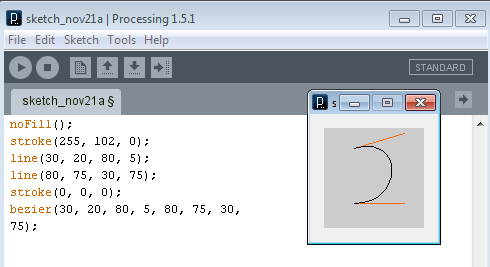 sketch_nov21a | Processing 1.5.1
File Edit Sketch Tools Help
STANDARD
sketch_nov21a §
noFill();
stroke(255, 102, 0);
line(30, 20, 80, 5);
line(80, 75, 30, 75);
stroke(0, 0, 0);
bezier(30, 20, 80, 5, 80, 75, 30,
75);
s